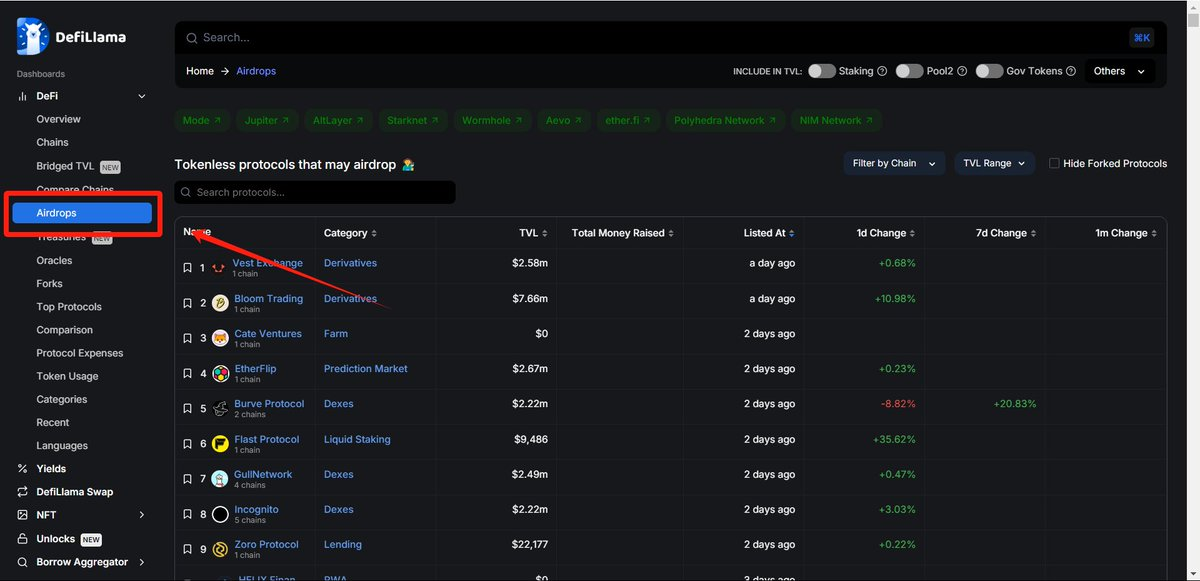 DefiLlama
Search...
⌘K
Dashboards
Home → Airdrops
INCLUDE IN TVL: Staking Pool2 Gov Tokens Others
DeFi
Overview
Chains
Bridged TVL NEW
Compare Chains
Airdrops
Treasuries NEW
Oracles
Forks
Top Protocols
Comparison
Protocol Expenses
Token Usage
Categories
Recent
Languages
Yields
DefiLlama Swap
NFT
Unlocks NEW
Borrow Aggregator
Mode Jupiter AltLayer Starknet Wormhole Aevo ether.fi Polyhedra Network NIM Network
Tokenless protocols that may airdrop
Filter by Chain TVL Range Hide Forked Protocols
Search protocols...
Name Category TVL Total Money Raised Listed At 1d Change 7d Change 1m Change
1 Vest Exchange Derivatives $2.58m a day ago +0.68%
1 chain
2 Bloom Trading Derivatives $7.66m a day ago +10.98%
1 chain
3 Cate Ventures Farm $0 2 days ago
1 chain
4 EtherFlip Prediction Market $2.67m 2 days ago +0.23%
1 chain
5 Burve Protocol Dexes $2.22m 2 days ago -8.82% +20.83%
2 chains
6 Flast Protocol Liquid Staking $9,486 2 days ago +35.62%
1 chain
7 GullNetwork Dexes $2.49m 2 days ago +0.47%
4 chains
8 Incognito Dexes $2.22m 2 days ago +3.03%
5 chains
9 Zoro Protocol Lending $22,177 2 days ago +0.22%
1 chain
HELIX Finan RWA $0 3 days ago